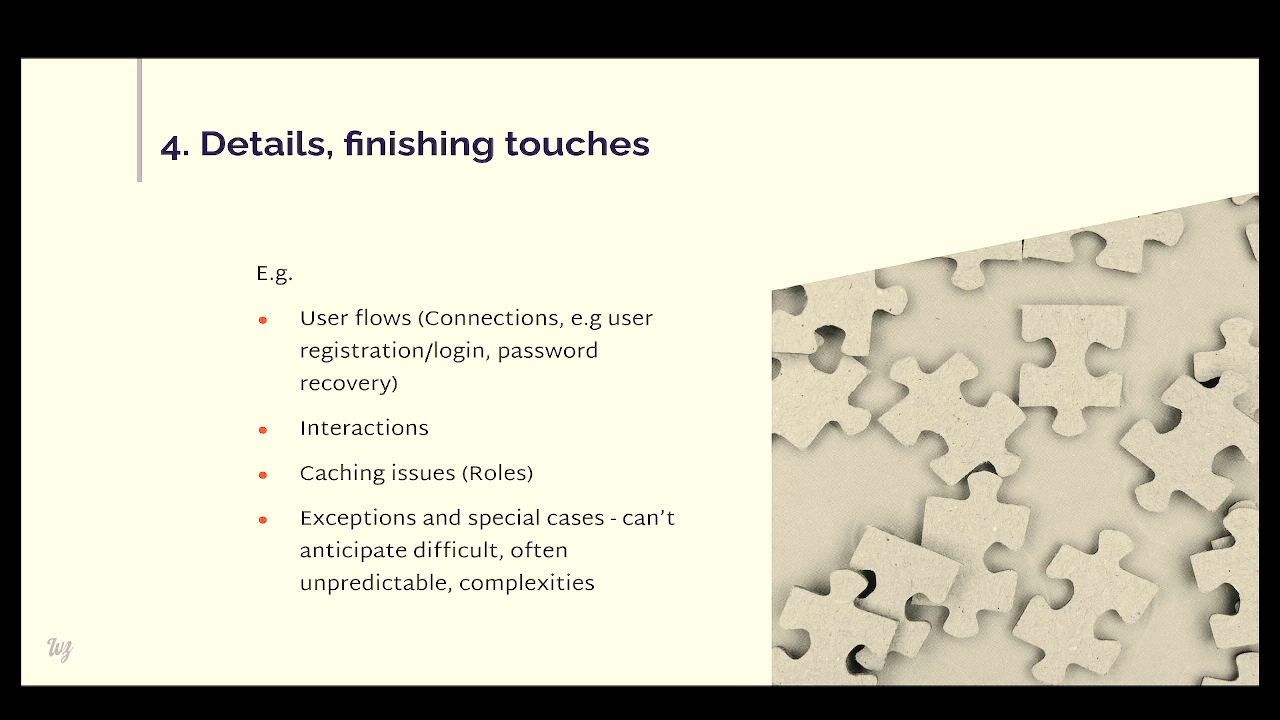 4. Details, finishing touches
E.g.
User flows (Connections, e.g user
registration/login, password
recovery)
Interactions
Caching issues (Roles)
Exceptions and special cases - can't
anticipate difficult, often
unpredictable, complexities
wz